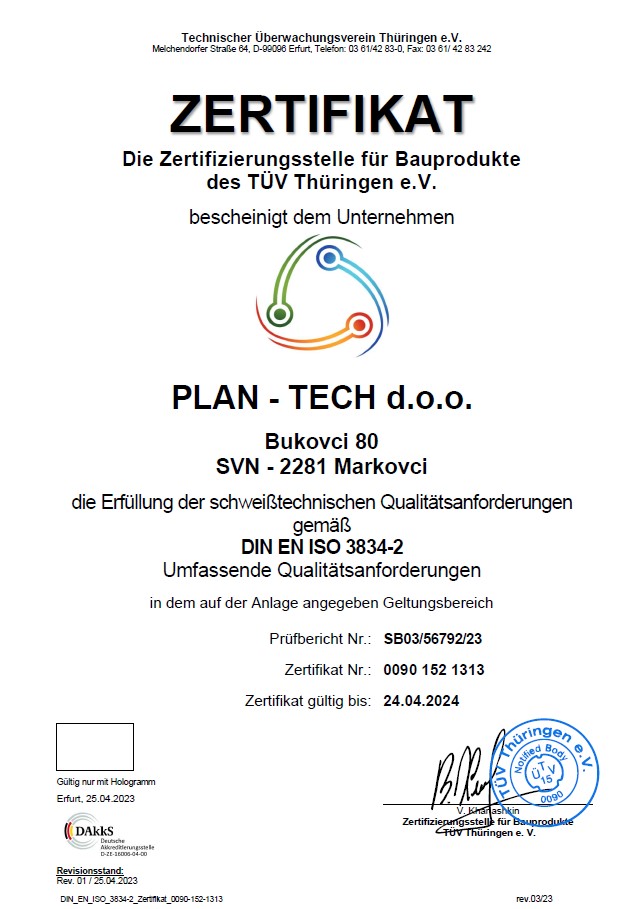 Technischer Überwachungsverein Thüringen e.V.
Melchendorfer Straße 64, D-99096 Erfurt, Telefon: 03 61/42 83-0, Fax: 03 61/ 42 83 242
ZERTIFIKAT
Die Zertifizierungsstelle für Bauprodukte
des TÜV Thüringen e.V.
bescheinigt dem Unternehmen
PLAN - TECH d.o.o.
Bukovci 80
SVN - 2281 Markovci
die Erfüllung der schweißtechnischen Qualitätsanforderungen
gemäß
DIN EN ISO 3834-2
Umfassende Qualitätsanforderungen
in dem auf der Anlage angegeben Geltungsbereich
Prüfbericht Nr.: SB03/56792/23
Zertifikat Nr.: 0090 152 1313
Zertifikat gültig bis: 24.04.2024
Gültig nur mit Hologramm
Erfurt, 25.04.2023
DAkkS
Deutsche
Akkreditierungsstelle
D-ZE-16006-04-00
TÜV Thüringen e.V.
Notified Body
TÜV
15
0090
V. Khanashkin
Zertifizierungsstelle für Bauprodukte
TÜV Thüringen e. V.
Revisionsstand:
Rev. 01 / 25.04.2023
DIN_EN_ISO_3834-2_Zertifikat_0090-152-1313
rev.03/23